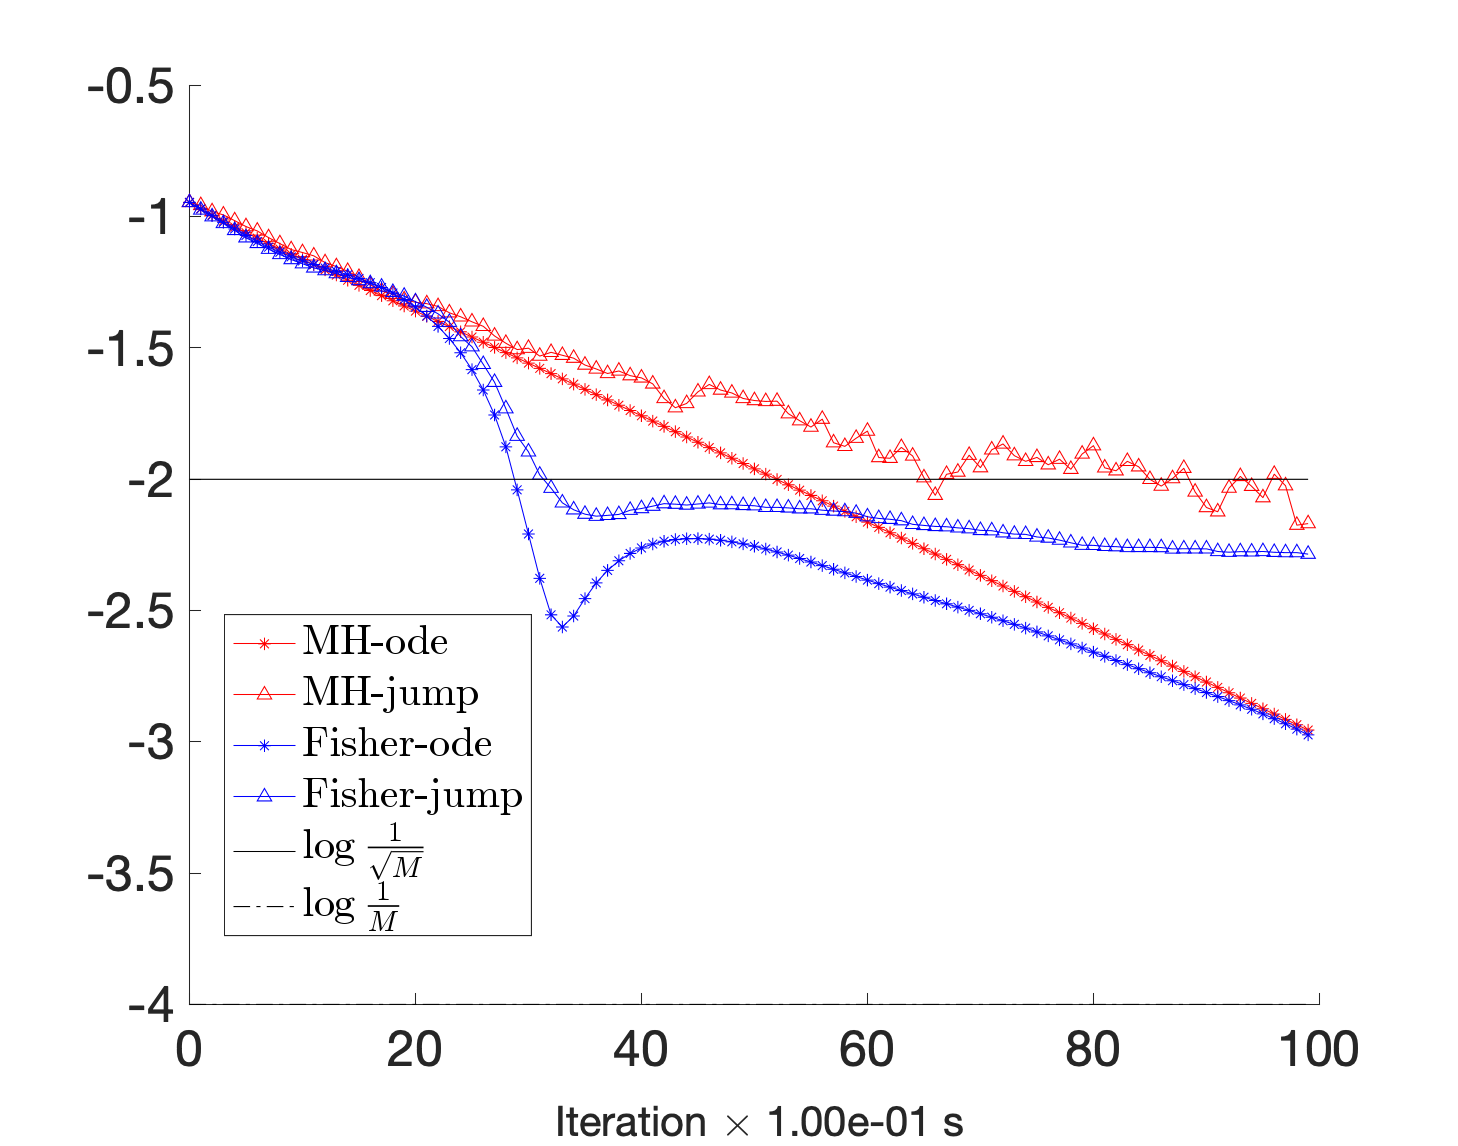 -0.5
-1
-1.5
-2
-2.5
-3
-3.5
-4
MH-ode
MH-jump
Fisher-ode
Fisher-jump
log 1/√M
log 1/M
0 20 40 60 80 100
Iteration × 1.00e-01 s